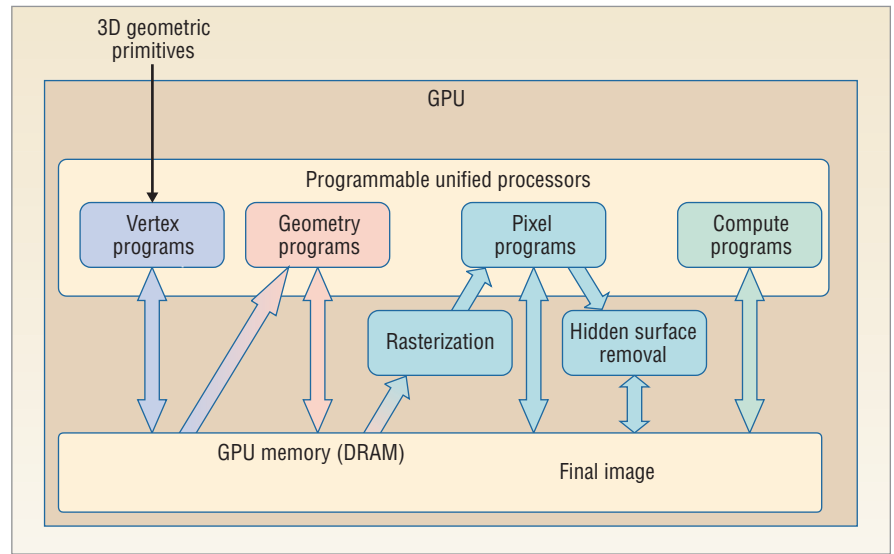 3D geometric
primitives
GPU
Programmable unified processors
Vertex
programs
Geometry
programs
Pixel
programs
Compute
programs
Rasterization
Hidden surface
removal
GPU memory (DRAM)
Final image